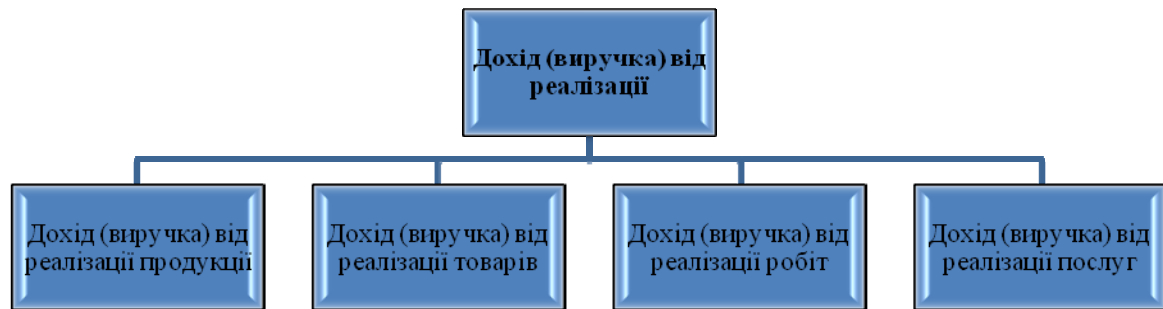 Дохід (виручка) від
реалізації
Дохід (виручка) від
реалізації продукції
Дохід (виручка) від
реалізації товарів
Дохід (виручка) від
реалізації робіт
Дохід (виручка) від
реалізації послуг